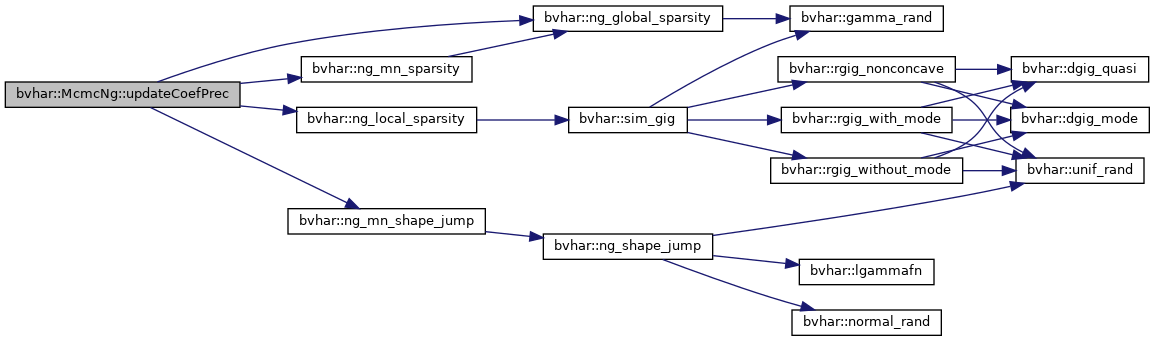 bvhar::McmcNg::updateCoefPrec
bvhar::ng_global_sparsity
bvhar::ng_mn_sparsity
bvhar::ng_local_sparsity
bvhar::ng_mn_shape_jump
bvhar::sim_gig
bvhar::ng_shape_jump
bvhar::gamma_rand
bvhar::rgig_nonconcave
bvhar::rgig_with_mode
bvhar::rgig_without_mode
bvhar::lgammafn
bvhar::normal_rand
bvhar::dgig_quasi
bvhar::dgig_mode
bvhar::unif_rand